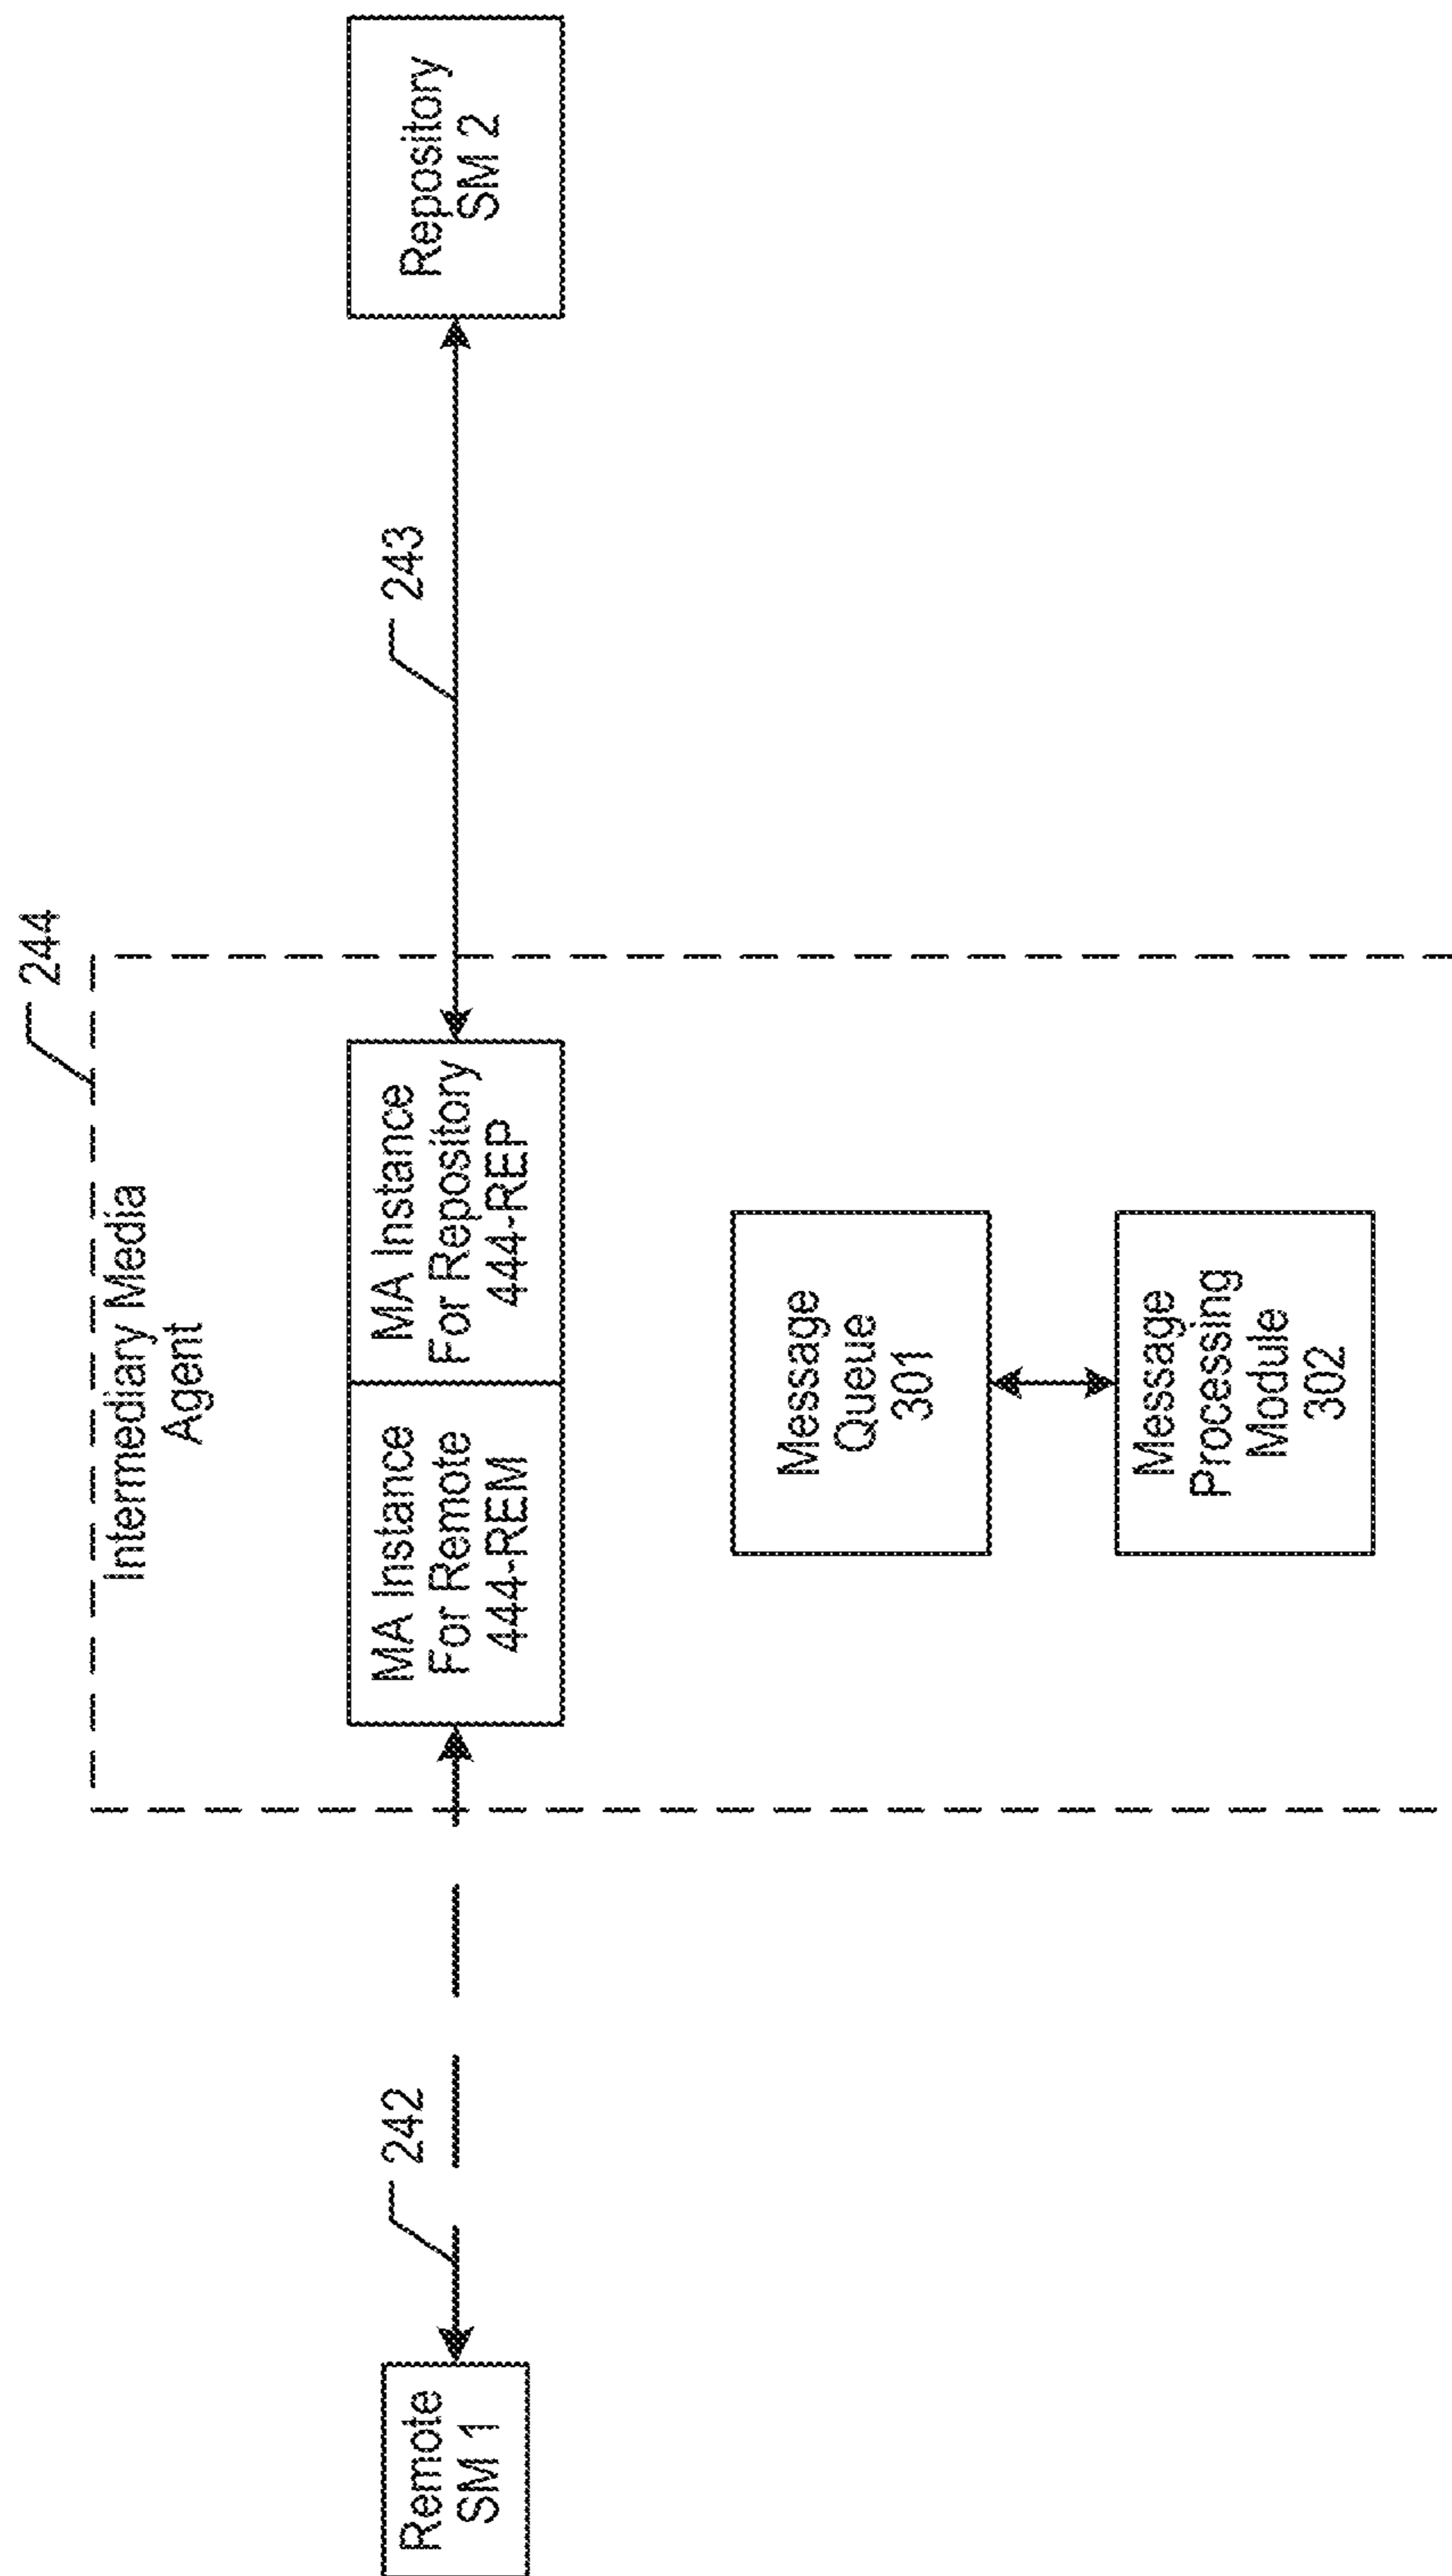 244
Intermediary Media
Agent
Remote
SM 1
242
MA Instance
For Remote
444-REM
MA Instance
For Repository
444-REP
243
Repository
SM 2
Message
Queue
301
Message
Processing
Module
302